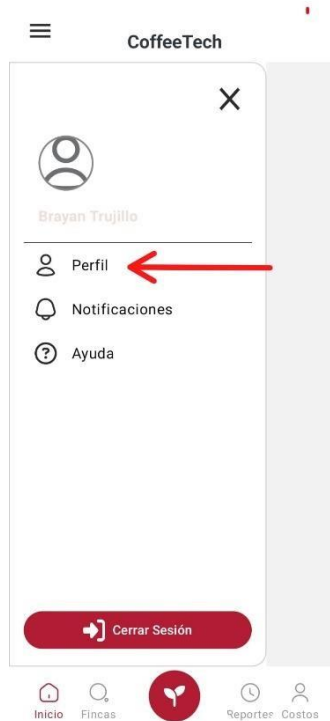 CoffeeTech
Brayan Trujillo
Perfil
Notificaciones
Ayuda
Cerrar Sesión
Inicio Fincas Reportes Costos